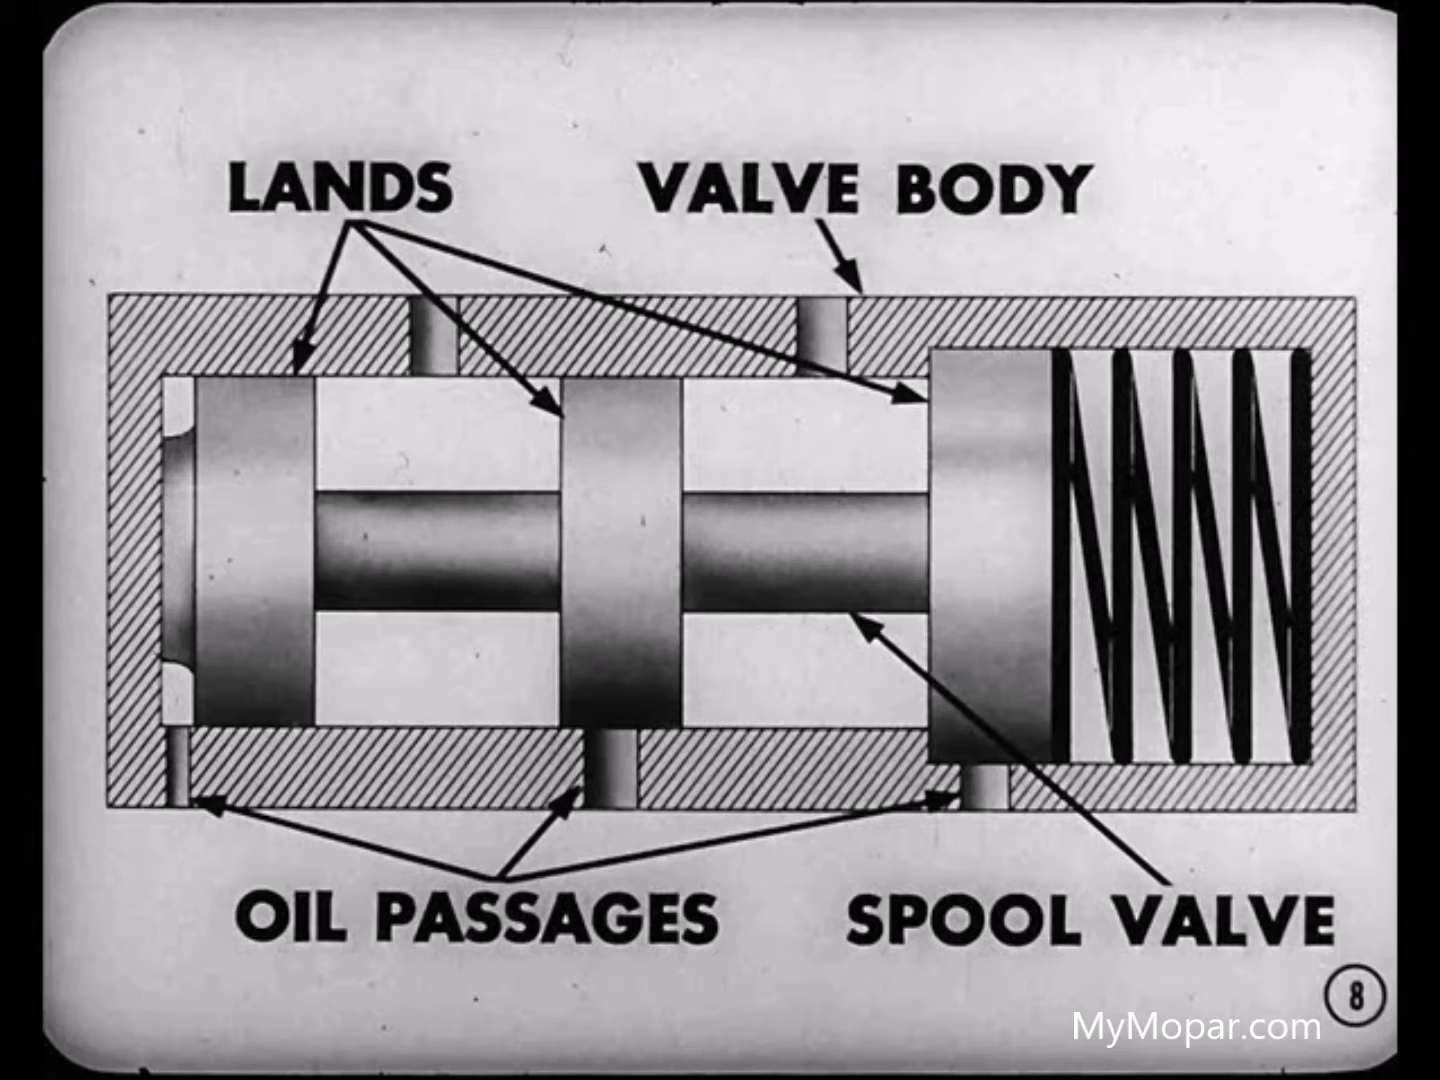 LANDS
VALVE BODY
OIL PASSAGES
SPOOL VALVE
8
MyMopar.com